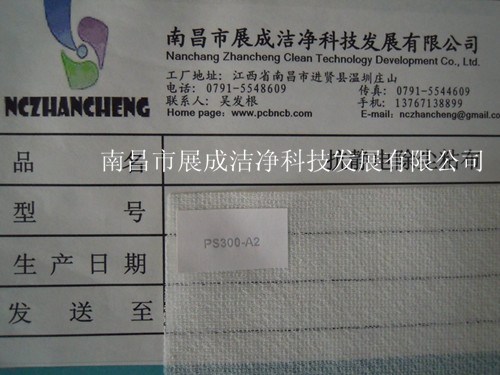 南昌市展成洁净科技发展有限公司
Nanchang Zhancheng Clean Technology Development Co., Ltd.
工厂地址: 江西省南昌市进贤县温圳庄山
电话: 0791-5548609 传真: 0791-5544609
联系人: 吴发根 手机: 13767138899
Home page: www.pcbncb.com E-mail: nczhancheng@gmail
NCZHANCHENG
品 名
南昌市展成洁净科技发展有限公司
型 号
PS300-A2
生产日期
发 送 至